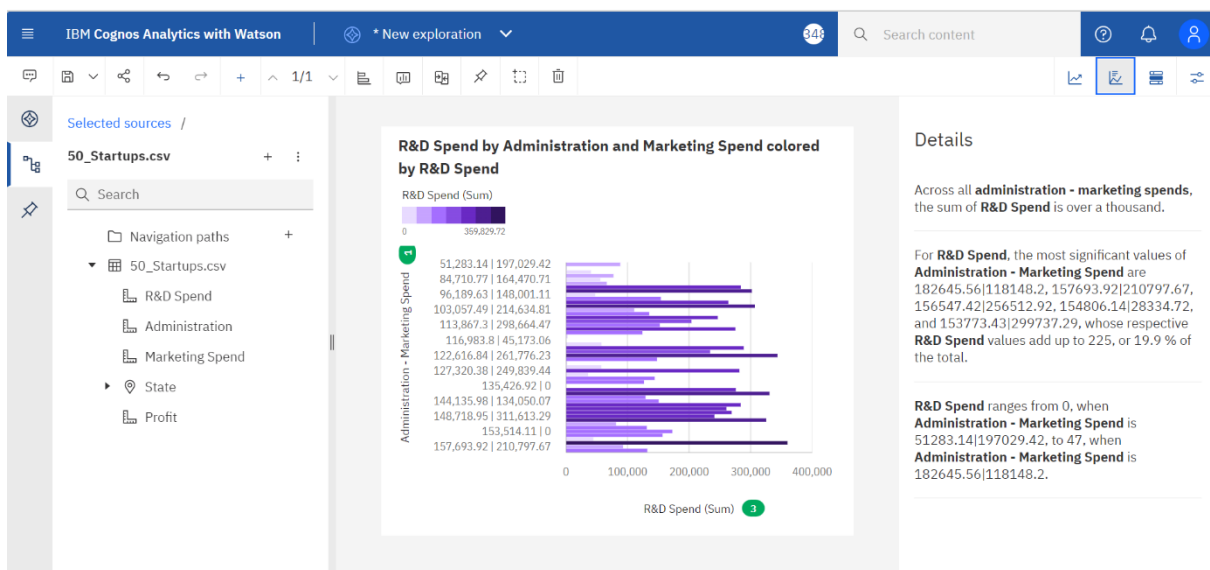 IBM Cognos Analytics with Watson
* New exploration
348
Search content
1/1
Selected sources /
50_Startups.csv
Search
Navigation paths
50_Startups.csv
R&D Spend
Administration
Marketing Spend
State
Profit
R&D Spend by Administration and Marketing Spend colored
by R&D Spend
R&D Spend (Sum)
0
359,829.72
Administration - Marketing Spend
1
51,283.14 | 197,029.42
84,710.77 | 164,470.71
96,189.63 | 148,001.11
103,057.49 | 214,634.81
113,867.3 | 298,664.47
116,983.8 | 45,173.06
122,616.84 | 261,776.23
127,320.38 | 249,839.44
135,426.92 | 0
144,135.98 | 134,050.07
148,718.95 | 311,613.29
153,514.11 | 0
157,693.92 | 210,797.67
0
100,000
200,000
300,000
400,000
R&D Spend (Sum)
3
Details
Across all administration - marketing spends,
the sum of R&D Spend is over a thousand.
For R&D Spend, the most significant values of
Administration - Marketing Spend are
182645.56|118148.2, 157693.92|210797.67,
156547.42|256512.92, 154806.14|28334.72,
and 153773.43|299737.29, whose respective
R&D Spend values add up to 225, or 19.9 % of
the total.
R&D Spend ranges from 0, when
Administration - Marketing Spend is
51283.14|197029.42, to 47, when
Administration - Marketing Spend is
182645.56|118148.2.